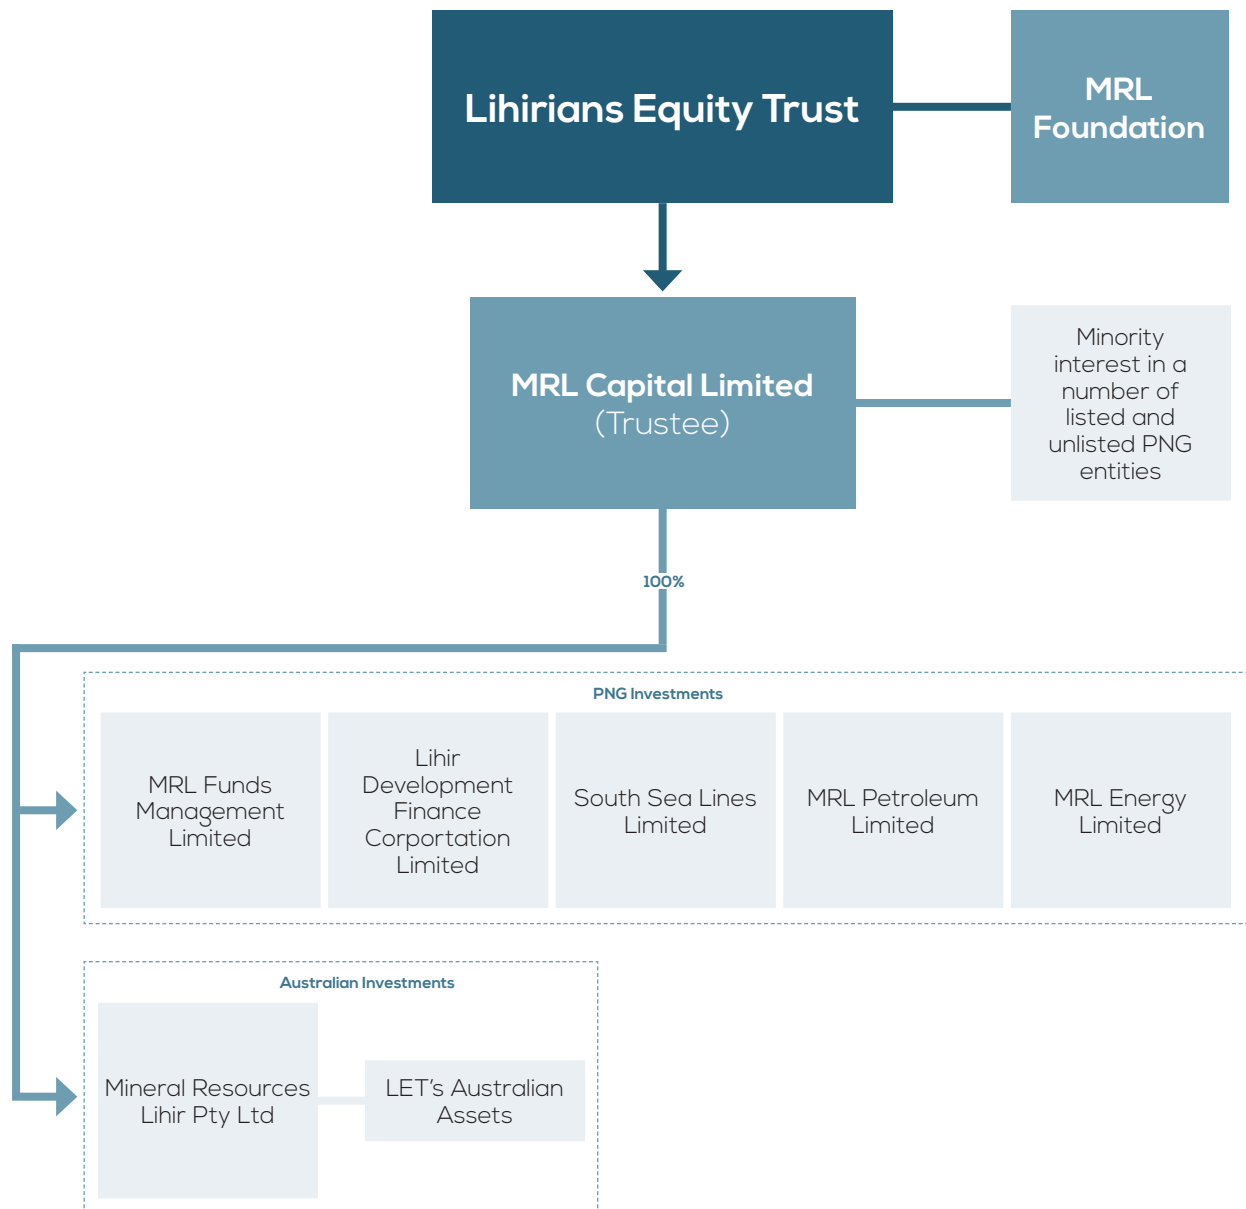 Lihirians Equity Trust
MRL
Foundation
MRL Capital Limited
(Trustee)
Minority
interest in a
number of
listed and
unlisted PNG
entities
100%
PNG Investments
MRL Funds
Management
Limited
Lihir
Development
Finance
Corportation
Limited
South Sea Lines
Limited
MRL Petroleum
Limited
MRL Energy
Limited
Australian Investments
Mineral Resources
Lihir Pty Ltd
LET’s Australian
Assets